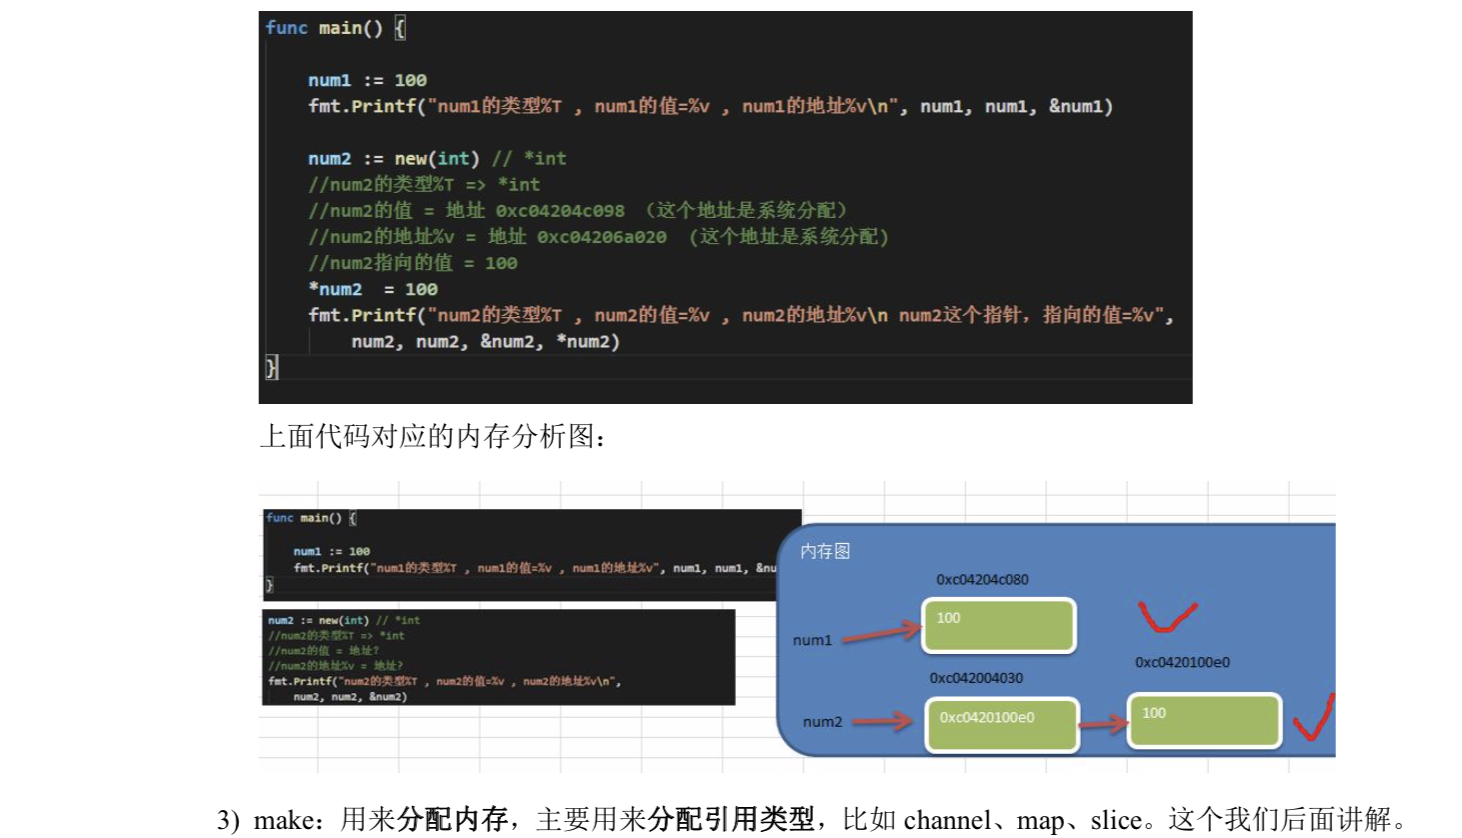 func main() {
num1 := 100
fmt.Printf("num1的类型%T , num1的值=%v , num1的地址%v\n", num1, num1, &num1)
num2 := new(int) // *int
//num2的类型%T => *int
//num2的值 = 地址 0xc04204c098 （这个地址是系统分配）
//num2的地址%v = 地址 0xc04206a020 (这个地址是系统分配)
//num2指向的值 = 100
*num2 = 100
fmt.Printf("num2的类型%T , num2的值=%v , num2的地址%v\n num2这个指针，指向的值=%v",
num2, num2, &num2, *num2)
}
上面代码对应的内存分析图：
func main() {
num1 := 100
fmt.Printf("num1的类型%T , num1的值=%v , num1的地址%v", num1, num1, &nu
}
num2 := new(int) // *int
//num2的类型%T => *int
//num2的值 = 地址?
//num2的地址%v = 地址?
fmt.Printf("num2的类型%T , num2的值=%v , num2的地址%v\n",
num2, num2, &num2)
内存图
0xc04204c080
100
num1
0xc0420100e0
0xc042004030
num2
0xc0420100e0
100
3) make：用来分配内存，主要用来分配引用类型，比如 channel、map、slice。这个我们后面讲解。